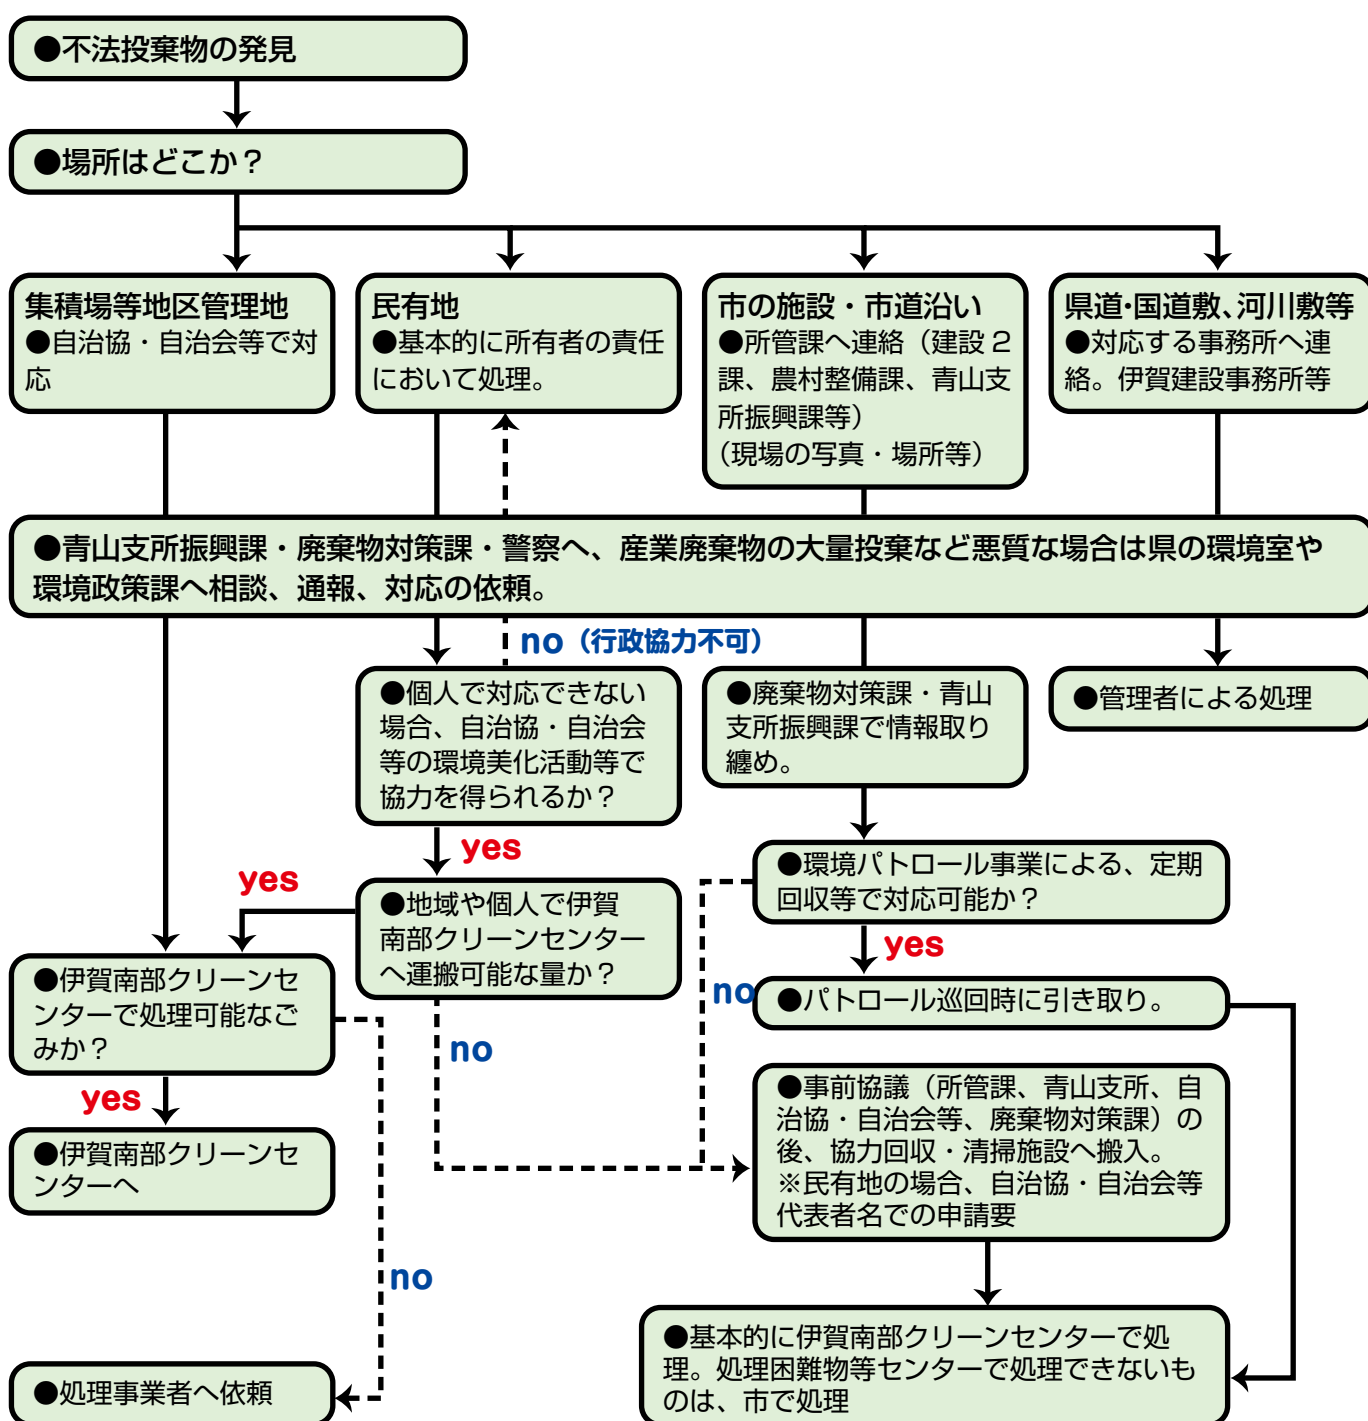 ●不法投棄物の発見
●場所はどこか？
集積場等地区管理地
●自治協・自治会等で対
応
民有地
●基本的に所有者の責任
において処理。
市の施設・市道沿い
●所管課へ連絡（建設２
課、農村整備課、青山支
所振興課等）
（現場の写真・場所等）
県道･国道敷､河川敷等
●対応する事務所へ連
絡。伊賀建設事務所等
●青山支所振興課・廃棄物対策課・警察へ、産業廃棄物の大量投棄など悪質な場合は県の環境室や
環境政策課へ相談、通報、対応の依頼。
no（行政協力不可）
●個人で対応できない
場合、自治協・自治会
等の環境美化活動等で
協力を得られるか？
●廃棄物対策課・青山
支所振興課で情報取り
纏め。
●管理者による処理
yes
●環境パトロール事業による、定期
回収等で対応可能か？
yes
●地域や個人で伊賀
南部クリーンセンター
へ運搬可能な量か？
yes
●伊賀南部クリーンセ
ンターで処理可能なご
みか？
no
●パトロール巡回時に引き取り。
no
●事前協議（所管課、青山支所、自
治協・自治会等、廃棄物対策課）の
後、協力回収・清掃施設へ搬入。
※民有地の場合、自治協・自治会等
代表者名での申請要
yes
●伊賀南部クリーンセ
ンターへ
no
●基本的に伊賀南部クリーンセンターで処
理。処理困難物等センターで処理できないも
のは、市で処理
●処理事業者へ依頼